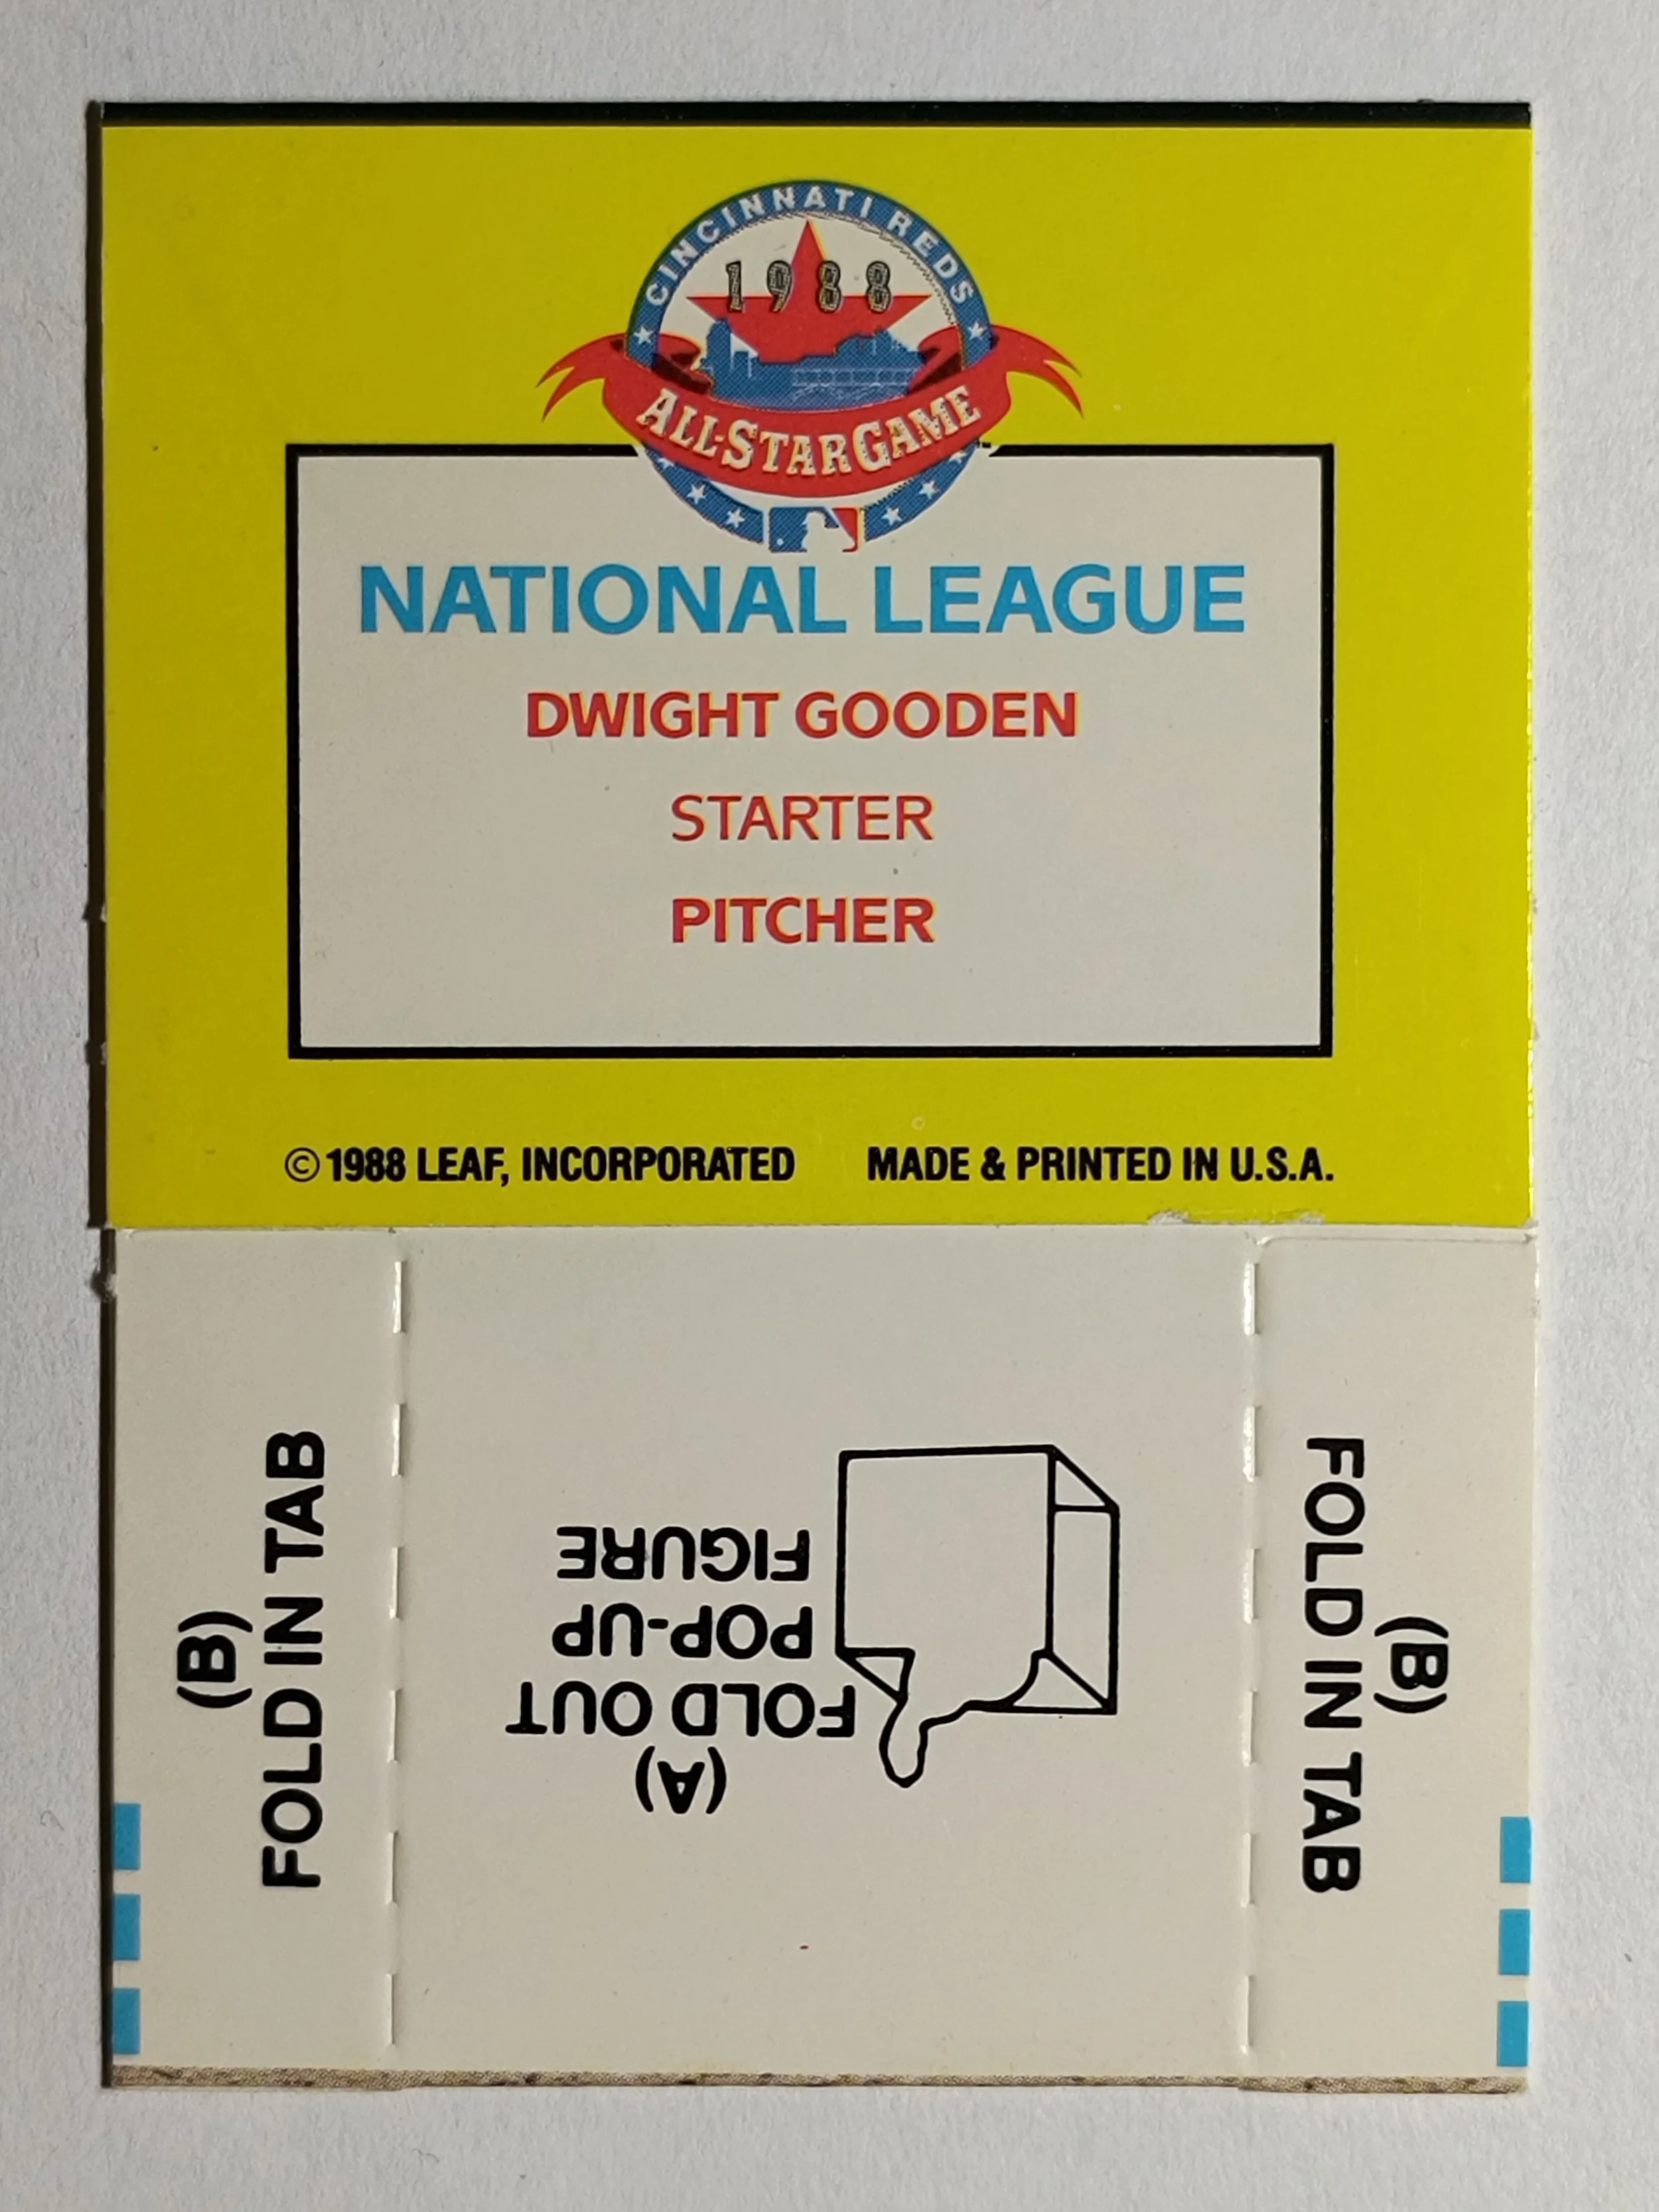 CINCINNATI REDS
1988
ALL-STAR GAME
NATIONAL LEAGUE
DWIGHT GOODEN
STARTER
PITCHER
© 1988 LEAF, INCORPORATED MADE & PRINTED IN U.S.A.
(B)
FOLD IN TAB
(A)
FOLD OUT
POP-UP
FIGURE
(B)
FOLD IN TAB